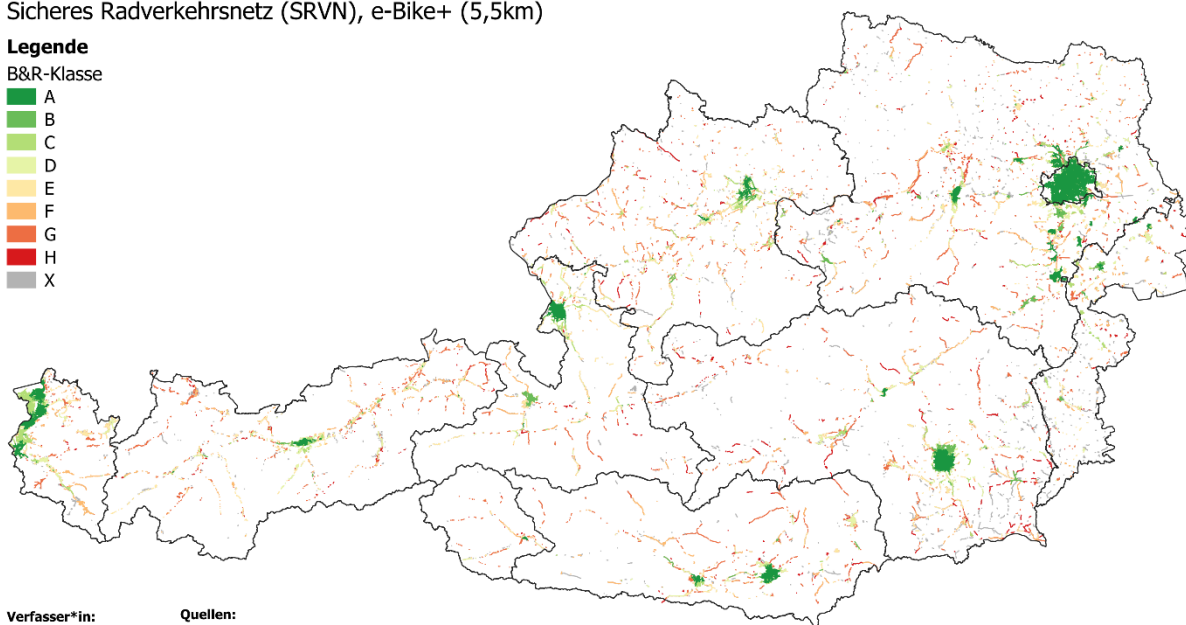 Sicheres Radverkehrsnetz (SRVN), e-Bike+ (5,5km)
Legende
B&R-Klasse
A
B
C
D
E
F
G
H
X
Verfasser*in: Quellen: